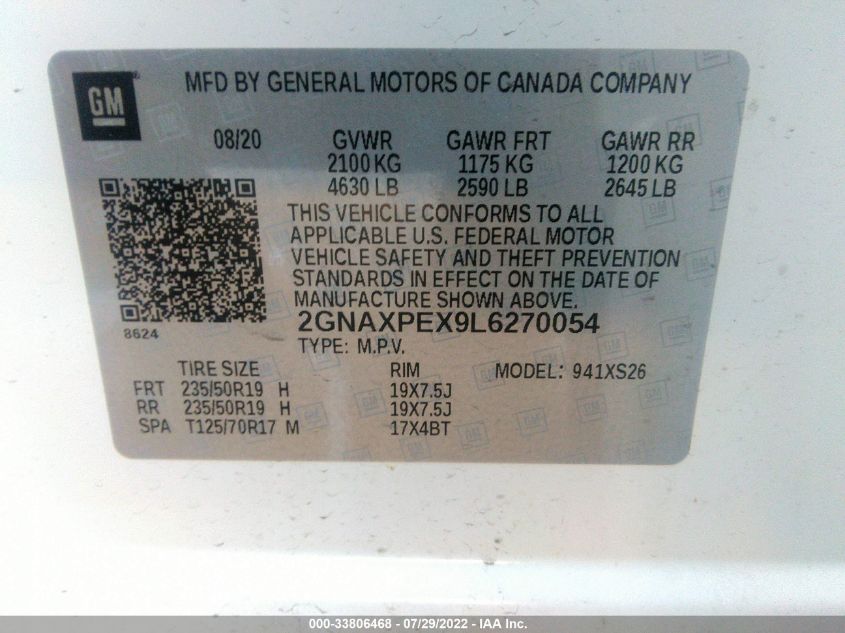 GM
MFD BY GENERAL MOTORS OF CANADA COMPANY
08/20 GVWR GAWR FRT GAWR RR
2100 KG 1175 KG 1200 KG
4630 LB 2590 LB 2645 LB
THIS VEHICLE CONFORMS TO ALL
APPLICABLE U.S. FEDERAL MOTOR
VEHICLE SAFETY AND THEFT PREVENTION
STANDARDS IN EFFECT ON THE DATE OF
MANUFACTURE SHOWN ABOVE.
8624
2GNAXPEX9L6270054
TYPE: M.P.V.
TIRE SIZE RIM MODEL: 941XS26
FRT 235/50R19 H 19X7.5J
RR 235/50R19 H 19X7.5J
SPA T125/70R17 M 17X4BT
000-33806468 - 07/29/2022 - IAA Inc.